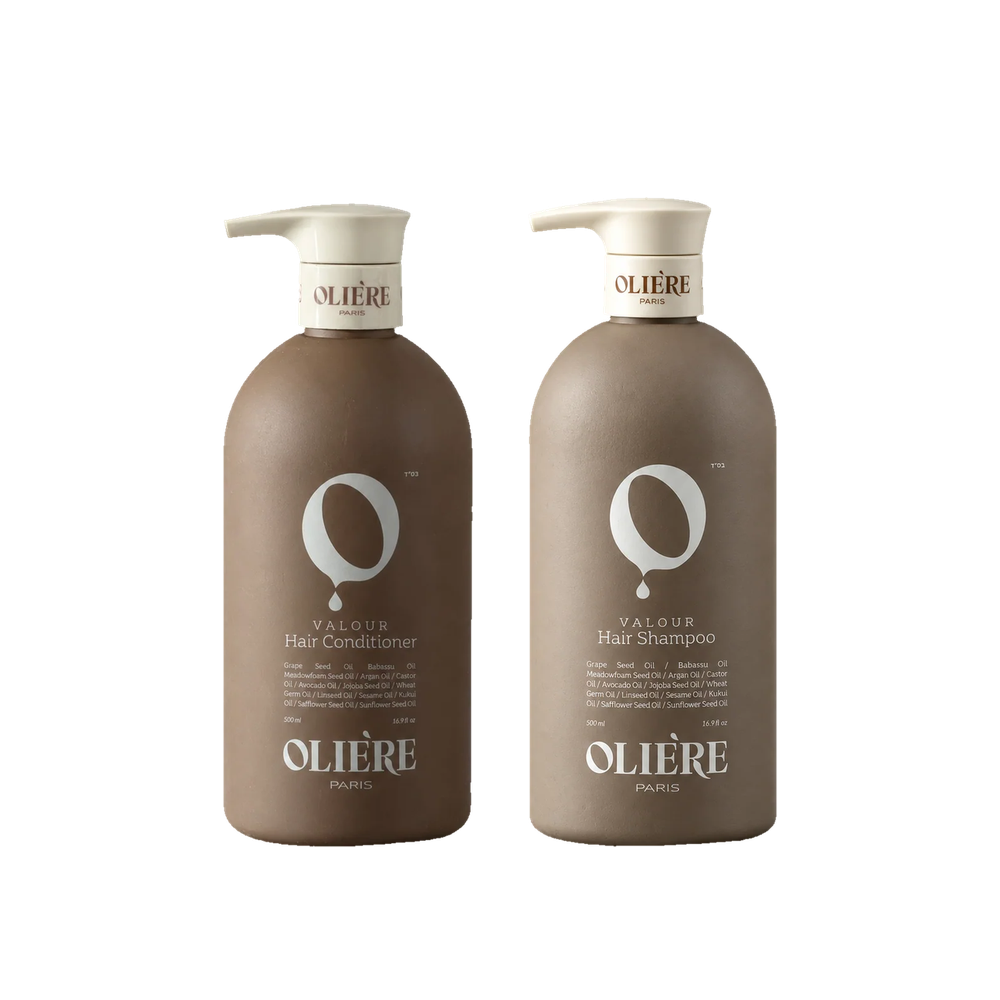 OLIÈRE
PARIS
בס"ד
VALOUR
Hair Conditioner
Grape Seed Oil Babassu Oil
Meadowfoam Seed Oil / Argan Oil / Castor
Oil / Avocado Oil / Jojoba Seed Oil / Wheat
Germ Oil / Linseed Oil / Sesame Oil / Kukui
Oil / Safflower Seed Oil / Sunflower Seed Oil
500 ml 16.9 fl oz
OLIÈRE
PARIS
OLIÈRE
PARIS
בס"ד
VALOUR
Hair Shampoo
Grape Seed Oil / Babassu Oil
Meadowfoam Seed Oil / Argan Oil / Castor
Oil / Avocado Oil / Jojoba Seed Oil / Wheat
Germ Oil / Linseed Oil / Sesame Oil / Kukui
Oil / Safflower Seed Oil / Sunflower Seed Oil
500 ml 16.9 fl oz
OLIÈRE
PARIS